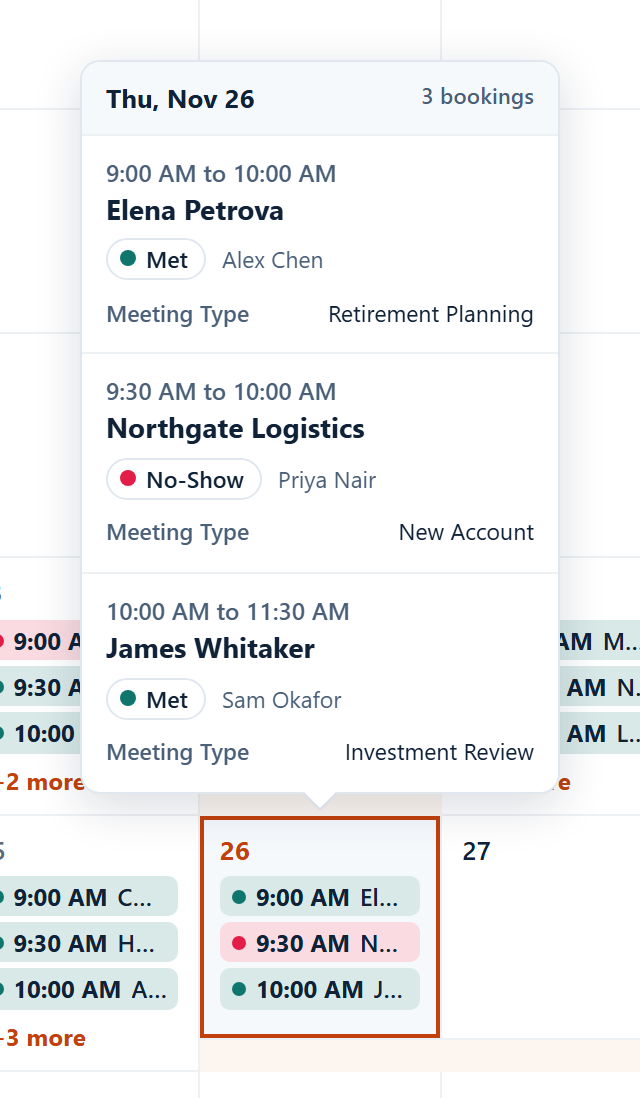 Thu, Nov 26 3 bookings
9:00 AM to 10:00 AM
Elena Petrova
Met Alex Chen
Meeting Type Retirement Planning
9:30 AM to 10:00 AM
Northgate Logistics
No-Show Priya Nair
Meeting Type New Account
10:00 AM to 11:30 AM
James Whitaker
Met Sam Okafor
Meeting Type Investment Review
9:00 A AM M...
9:30 A AM N...
10:00 AM L...
2 more
26 27
9:00 AM C... 9:00 AM El...
9:30 AM H... 9:30 AM N...
10:00 AM A... 10:00 AM J...
3 more